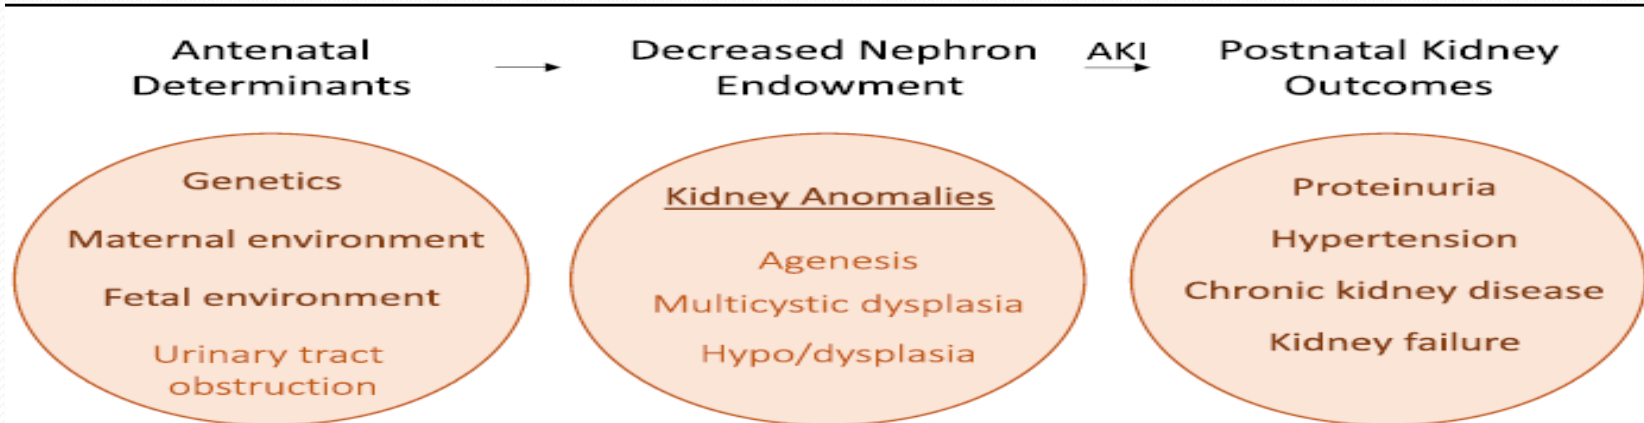 Antenatal
Determinants
Decreased Nephron
Endowment
AKI
Postnatal Kidney
Outcomes
Genetics
Maternal environment
Fetal environment
Urinary tract
obstruction
Kidney Anomalies
Agenesis
Multicystic dysplasia
Hypo/dysplasia
Proteinuria
Hypertension
Chronic kidney disease
Kidney failure